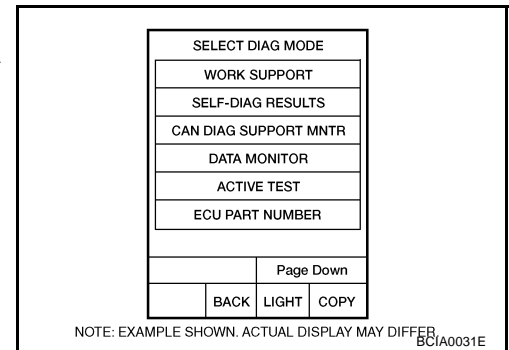 SELECT DIAG MODE
WORK SUPPORT
SELF-DIAG RESULTS
CAN DIAG SUPPORT MNTR
DATA MONITOR
ACTIVE TEST
ECU PART NUMBER
Page Down
BACK LIGHT COPY
NOTE: EXAMPLE SHOWN. ACTUAL DISPLAY MAY DIFFER.
BCIA0031E